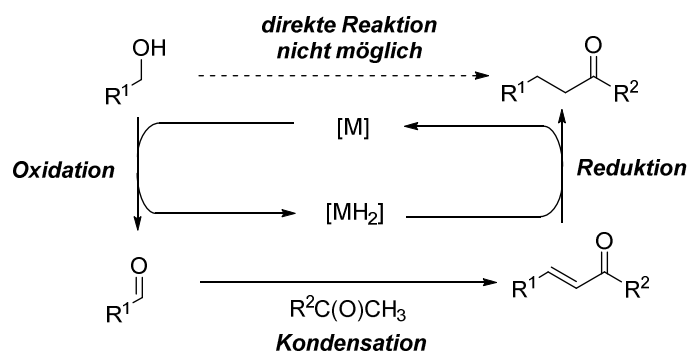 direkte Reaktion
nicht möglich
OH
R¹
O
R¹ R²
[M]
Oxidation
Reduktion
[MH₂]
O
R¹
O
R¹ R²
R²C(O)CH₃
Kondensation